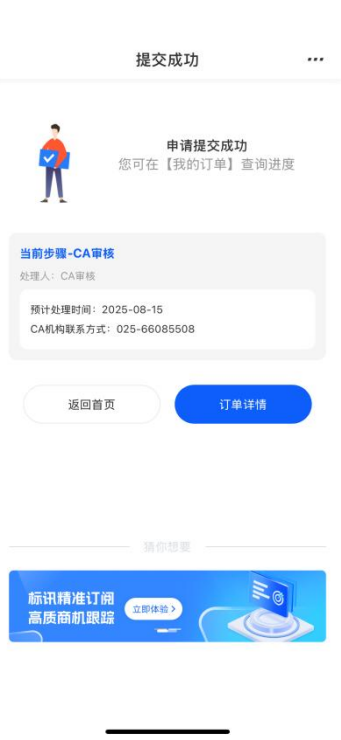 提交成功
申请提交成功
您可在【我的订单】查询进度
当前步骤-CA审核
处理人：CA审核
预计处理时间：2025-08-15
CA机构联系方式：025-66085508
返回首页
订单详情
猜你想要
标讯精准订阅
高质商机跟踪
立即体验